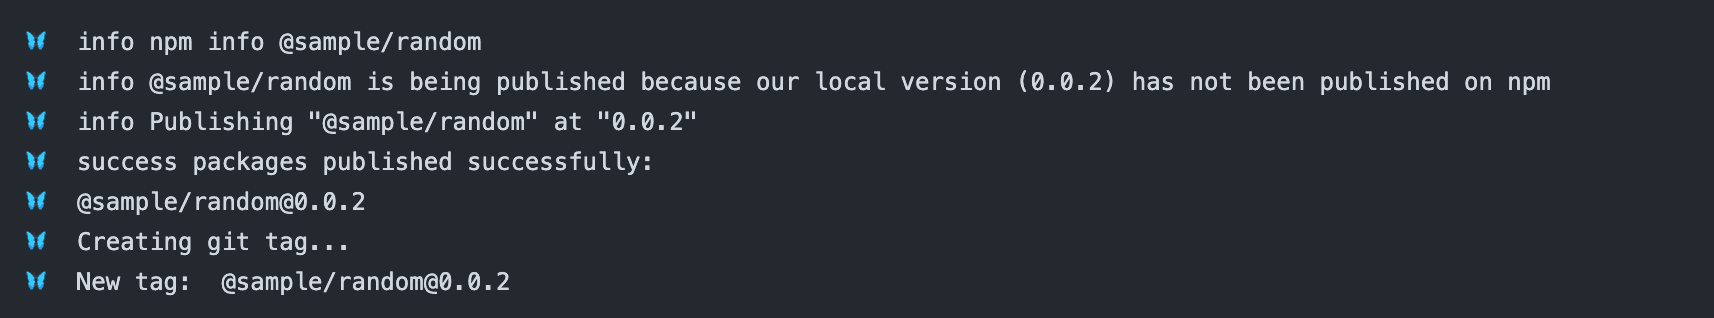 🦋 info npm info @sample/random
🦋 info @sample/random is being published because our local version (0.0.2) has not been published on npm
🦋 info Publishing "@sample/random" at "0.0.2"
🦋 success packages published successfully:
🦋 @sample/random@0.0.2
🦋 Creating git tag...
🦋 New tag:  @sample/random@0.0.2